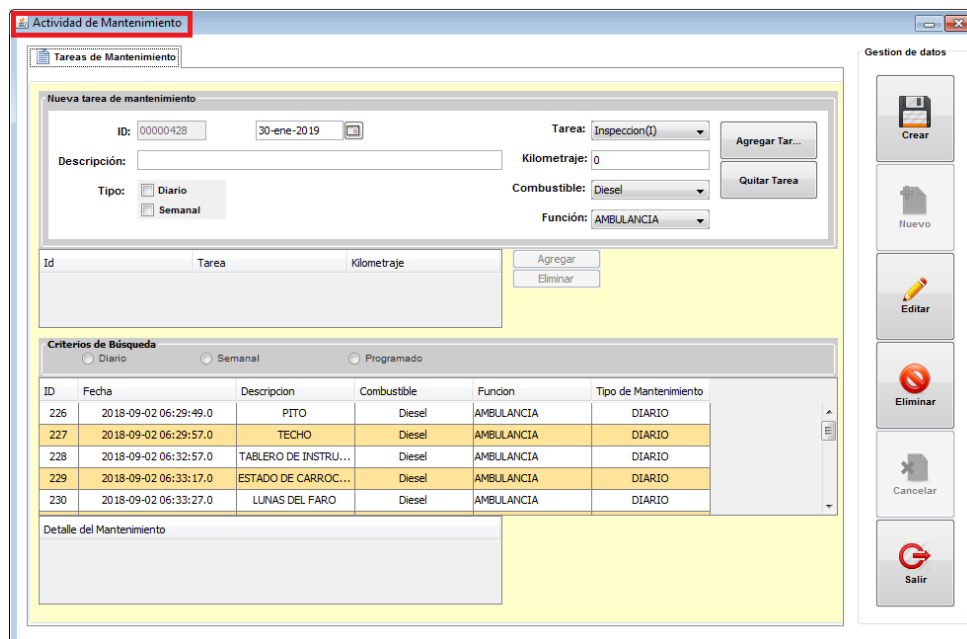 Actividad de Mantenimiento
Tareas de Mantenimiento
Gestion de datos
Nueva tarea de mantenimiento
ID: 00000428 30-ene-2019 Tarea: Inspeccion(I) Agregar Tar...
Descripción: Kilometraje: 0
Tipo: Diario Combustible: Diesel Quitar Tarea
Semanal Función: AMBULANCIA
Id Tarea Kilometraje Agregar
Eliminar
Criterios de Búsqueda
Diario Semanal Programado
ID Fecha Descripcion Combustible Funcion Tipo de Mantenimiento
226 2018-09-02 06:29:49.0 PITO Diesel AMBULANCIA DIARIO
227 2018-09-02 06:29:57.0 TECHO Diesel AMBULANCIA DIARIO
228 2018-09-02 06:32:57.0 TABLERO DE INSTRU... Diesel AMBULANCIA DIARIO
229 2018-09-02 06:33:17.0 ESTADO DE CARROC... Diesel AMBULANCIA DIARIO
230 2018-09-02 06:33:27.0 LUNAS DEL FARO Diesel AMBULANCIA DIARIO
Detalle del Mantenimiento
Crear
Nuevo
Editar
Eliminar
Cancelar
Salir